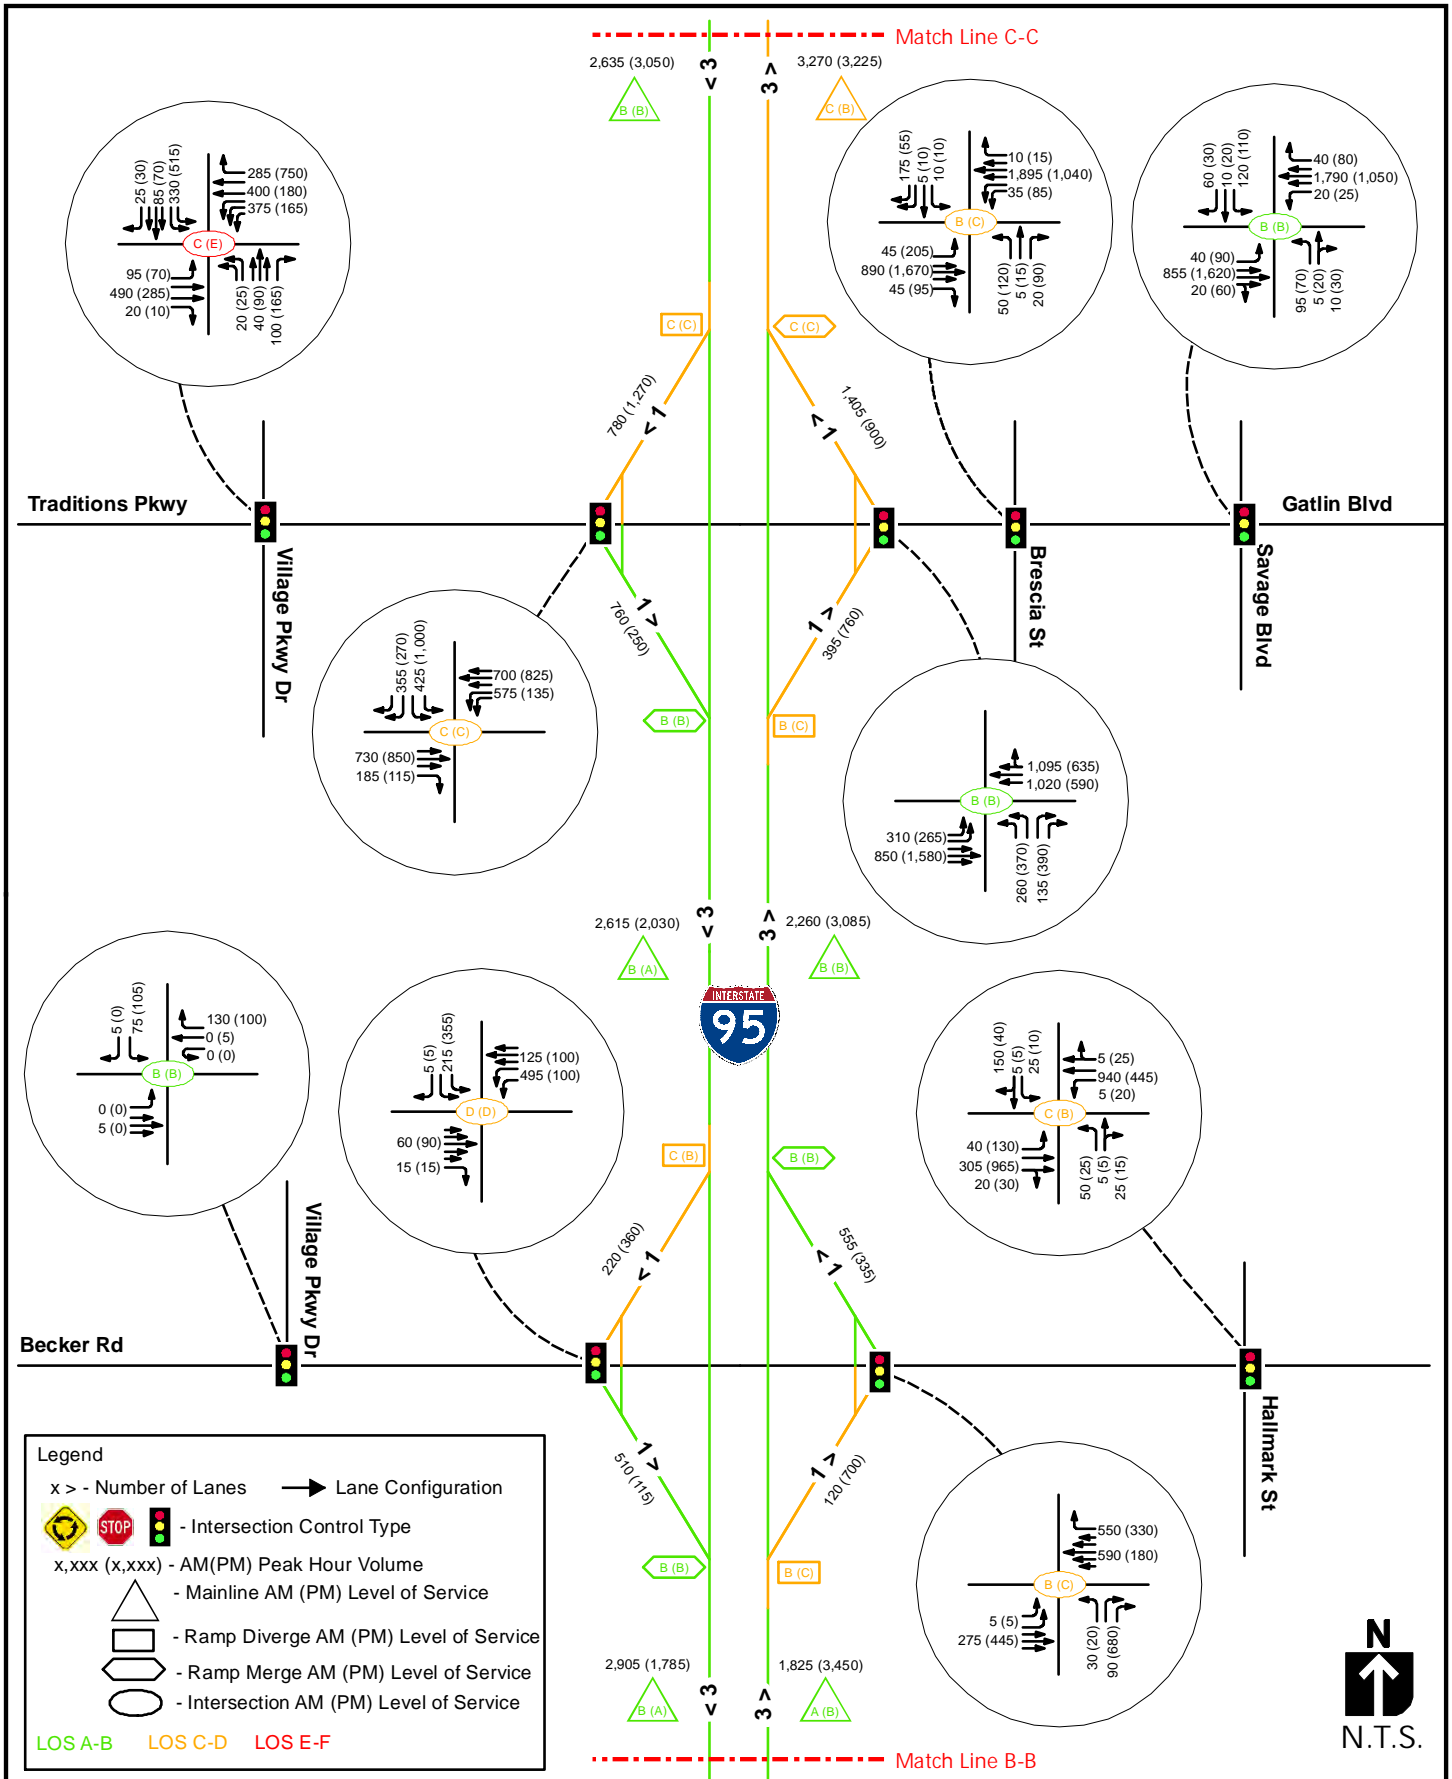 Match Line C-C
2,635 (3,050)
3,270 (3,225)
< 3
3 >
B (B)
C (B)
25 (30)
85 (70)
330 (515)
285 (750)
400 (180)
375 (165)
C (E)
95 (70)
490 (285)
20 (10)
20 (25)
40 (90)
100 (165)
175 (55)
5 (10)
10 (10)
10 (15)
1,895 (1,040)
35 (85)
B (C)
45 (205)
890 (1,670)
45 (95)
50 (120)
5 (15)
20 (90)
60 (30)
10 (20)
120 (110)
40 (80)
1,790 (1,050)
20 (25)
B (B)
40 (90)
855 (1,620)
20 (60)
95 (70)
5 (20)
10 (30)
C (C)
C (C)
780 (1,270)
< 1
1,405 (900)
< 1
Traditions Pkwy
Gatlin Blvd
Village Pkwy Dr
Brescia St
Savage Blvd
760 (250)
1 >
395 (760)
1 >
355 (270)
425 (1,000)
700 (825)
575 (135)
C (C)
730 (850)
185 (115)
B (B)
B (C)
1,095 (635)
1,020 (590)
B (B)
310 (265)
850 (1,580)
260 (370)
135 (390)
2,615 (2,030)
2,260 (3,085)
< 3
3 >
B (A)
B (B)
INTERSTATE
95
5 (0)
75 (105)
130 (100)
0 (5)
0 (0)
B (B)
0 (0)
5 (0)
5 (5)
215 (355)
125 (100)
495 (100)
D (D)
60 (90)
15 (15)
150 (40)
5 (5)
25 (10)
5 (25)
940 (445)
5 (20)
C (B)
40 (130)
305 (965)
20 (30)
50 (25)
5 (5)
25 (15)
C (B)
B (B)
220 (360)
< 1
555 (335)
< 1
Becker Rd
Village Pkwy Dr
Hallmark St
510 (115)
1 >
120 (700)
1 >
B (B)
B (C)
550 (330)
590 (180)
B (C)
5 (5)
275 (445)
30 (20)
90 (680)
2,905 (1,785)
1,825 (3,450)
< 3
3 >
B (A)
A (B)
Match Line B-B
Legend
x > - Number of Lanes
Lane Configuration
STOP
- Intersection Control Type
x,xxx (x,xxx) - AM(PM) Peak Hour Volume
- Mainline AM (PM) Level of Service
- Ramp Diverge AM (PM) Level of Service
- Ramp Merge AM (PM) Level of Service
- Intersection AM (PM) Level of Service
LOS A-B LOS C-D LOS E-F
N
N.T.S.